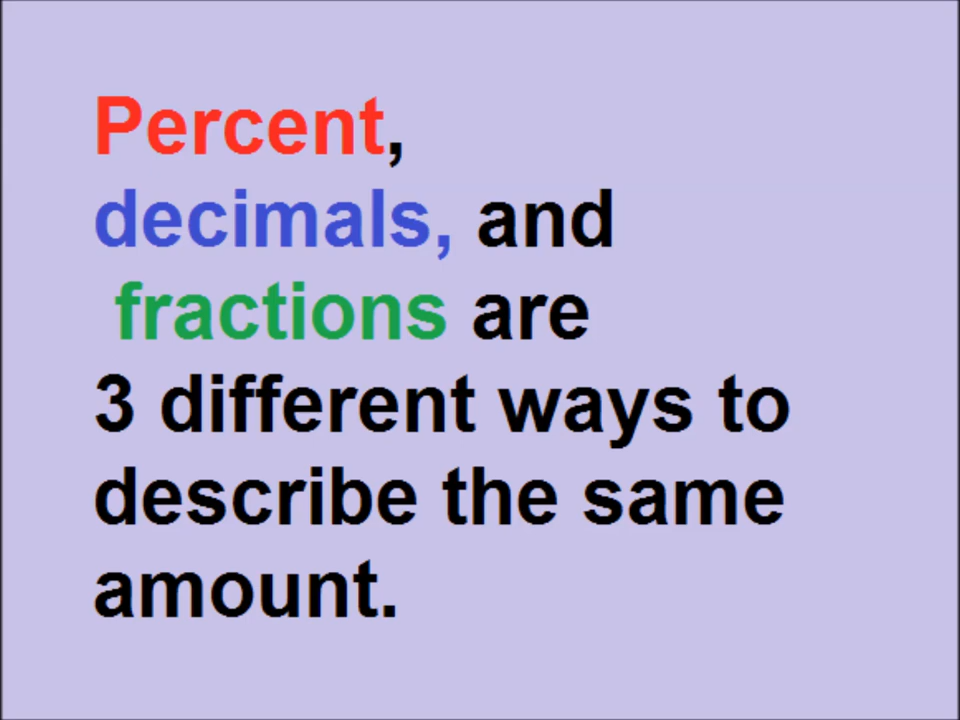 Percent,
decimals, and
fractions are
3 different ways to
describe the same
amount.